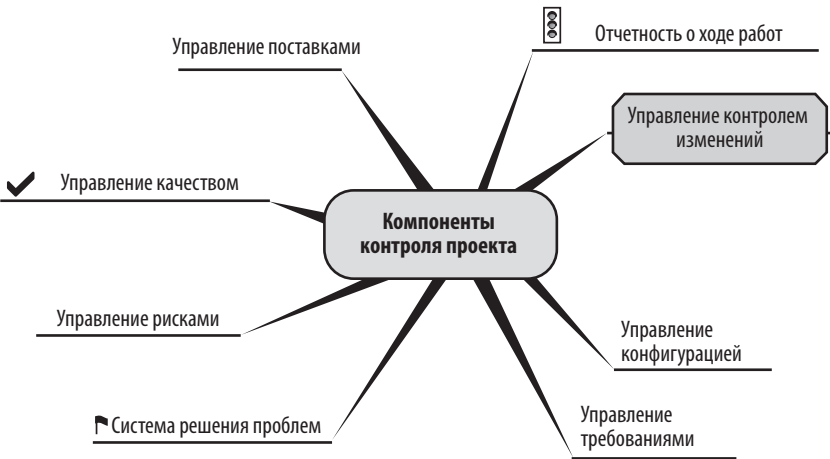 Управление поставками
Отчетность о ходе работ
Управление контролем
изменений
Управление качеством
Компоненты
контроля проекта
Управление рисками
Управление
конфигурацией
Система решения проблем
Управление
требованиями